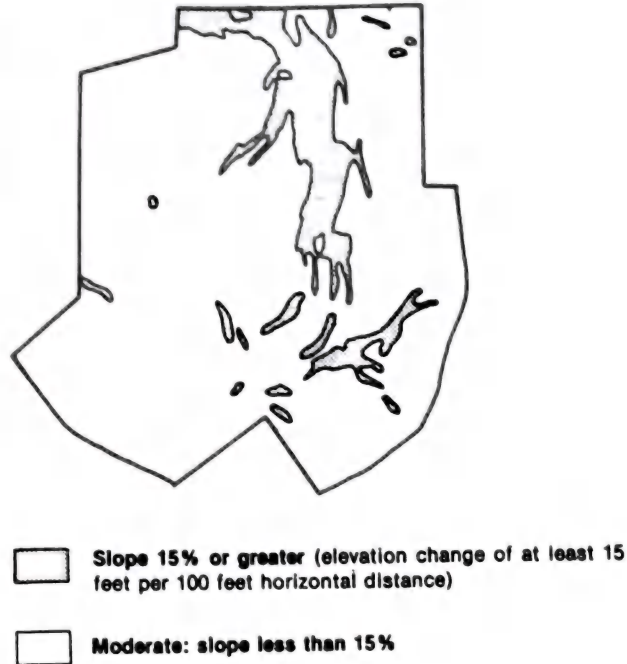 Slope 15% or greater (elevation change of at least 15
feet per 100 feet horizontal distance)
Moderate: slope less than 15%